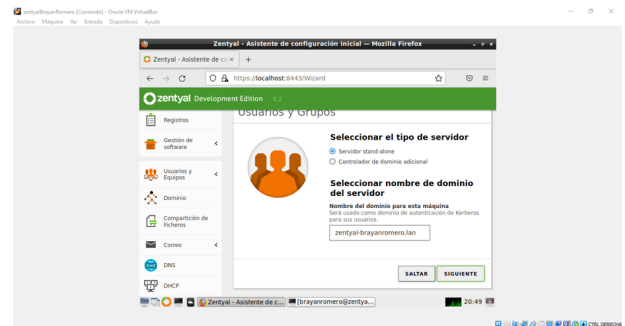 zentyalBrayanRomero [Corriendo] - Oracle VM VirtualBox
Archivo Máquina Ver Entrada Dispositivos Ayuda
Zentyal - Asistente de configuración inicial — Mozilla Firefox
Zentyal - Asistente de co
https://localhost:8443/Wizard
zentyal Development Edition 6.2
Usuarios y Grupos
Registros
Gestión de
software
Usuarios y
Equipos
Dominio
Compartición de
Ficheros
Correo
DNS
DHCP
Seleccionar el tipo de servidor
Servidor stand-alone
Controlador de dominio adicional
Seleccionar nombre de dominio
del servidor
Nombre del dominio para esta máquina
Será usado como dominio de autenticación de Kerberos
para sus usuarios.
zentyal-brayanromero.lan
SALTAR SIGUIENTE
Zentyal - Asistente de c... [brayanromero@zentya... 20:49
CTRL DERECHA